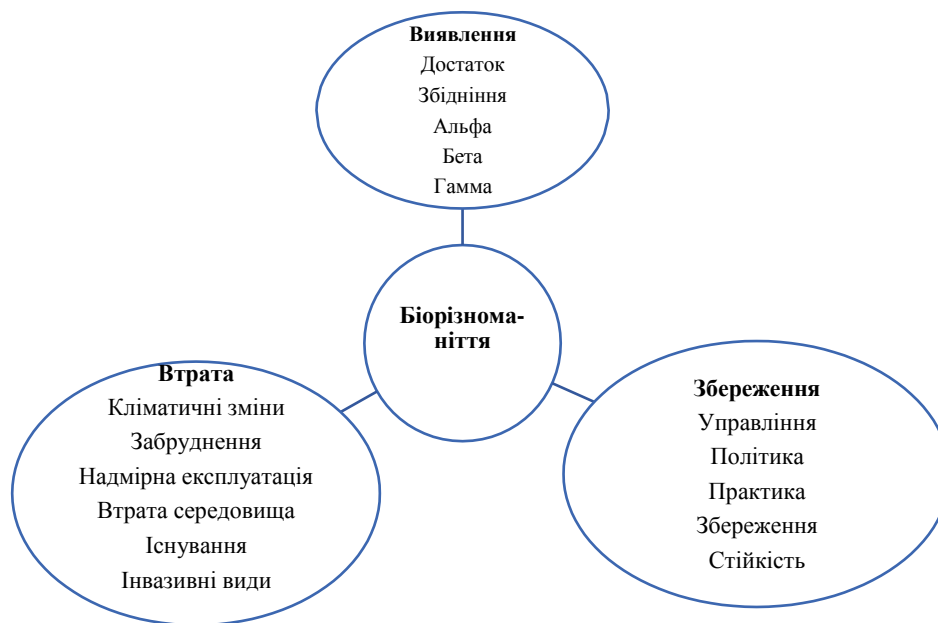 Виявлення
Достаток
Збідніння
Альфа
Бета
Гамма
Біорізнома-
ніття
Втрата
Кліматичні зміни
Забруднення
Надмірна експлуатація
Втрата середовища
Існування
Інвазивні види
Збереження
Управління
Політика
Практика
Збереження
Стійкість